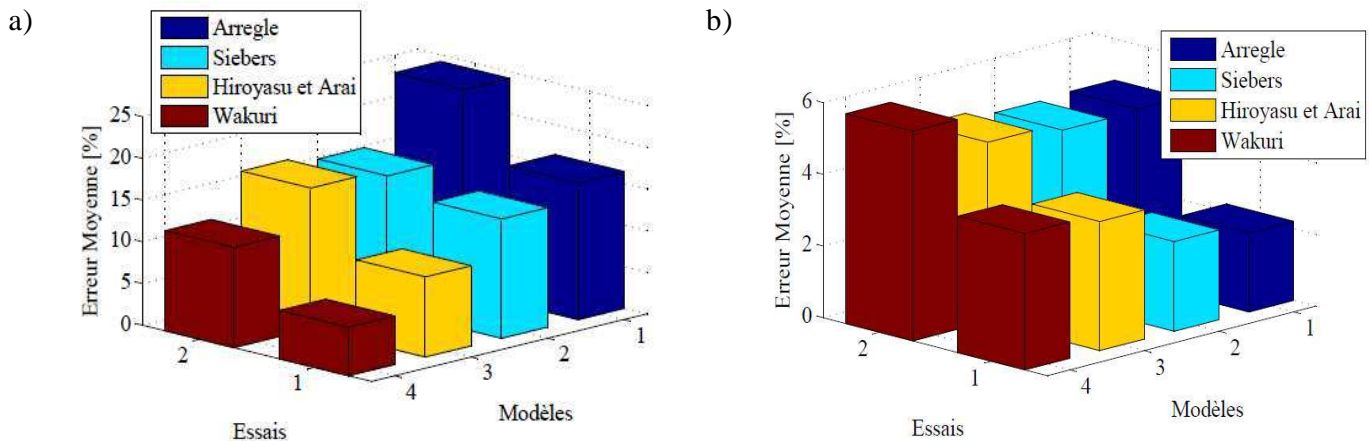 a)
Arregle
Siebers
Hiroyasu et Arai
Wakuri
Erreur Moyenne [%]
25
20
15
10
5
0
2
1
Essais
4
3
2
1
Modèles
b)
Arregle
Siebers
Hiroyasu et Arai
Wakuri
Erreur Moyenne [%]
6
4
2
0
2
1
Essais
4
3
2
1
Modèles